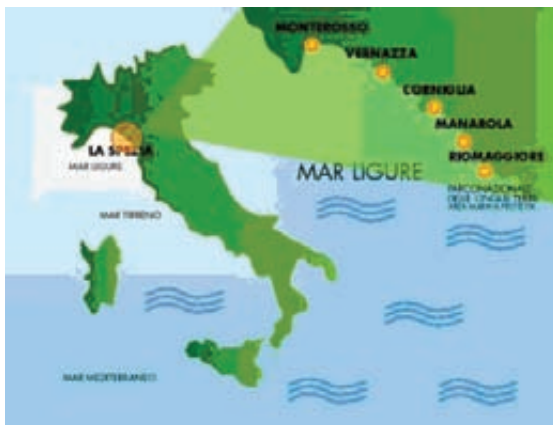 MONTEROSSO
VERNAZZA
CORNIGLIA
MANAROLA
RIOMAGGIORE
LA SPEZIA
MAR LIGURE
MAR LIGURE
PARCO NAZIONALE
DELLE CINQUE TERRE
AREA MARINA PROTETTA
MAR TIRRENO
MAR MEDITERRANEO